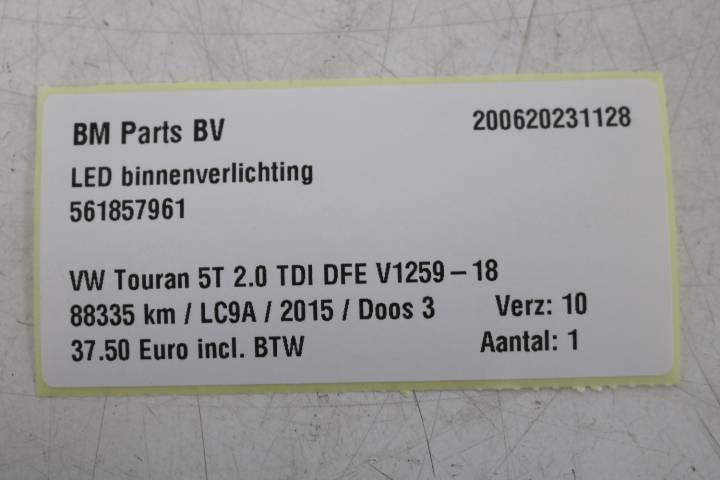 BM Parts BV 200620231128
LED binnenverlichting
561857961
VW Touran 5T 2.0 TDI DFE V1259 – 18
88335 km / LC9A / 2015 / Doos 3 Verz: 10
37.50 Euro incl. BTW Aantal: 1